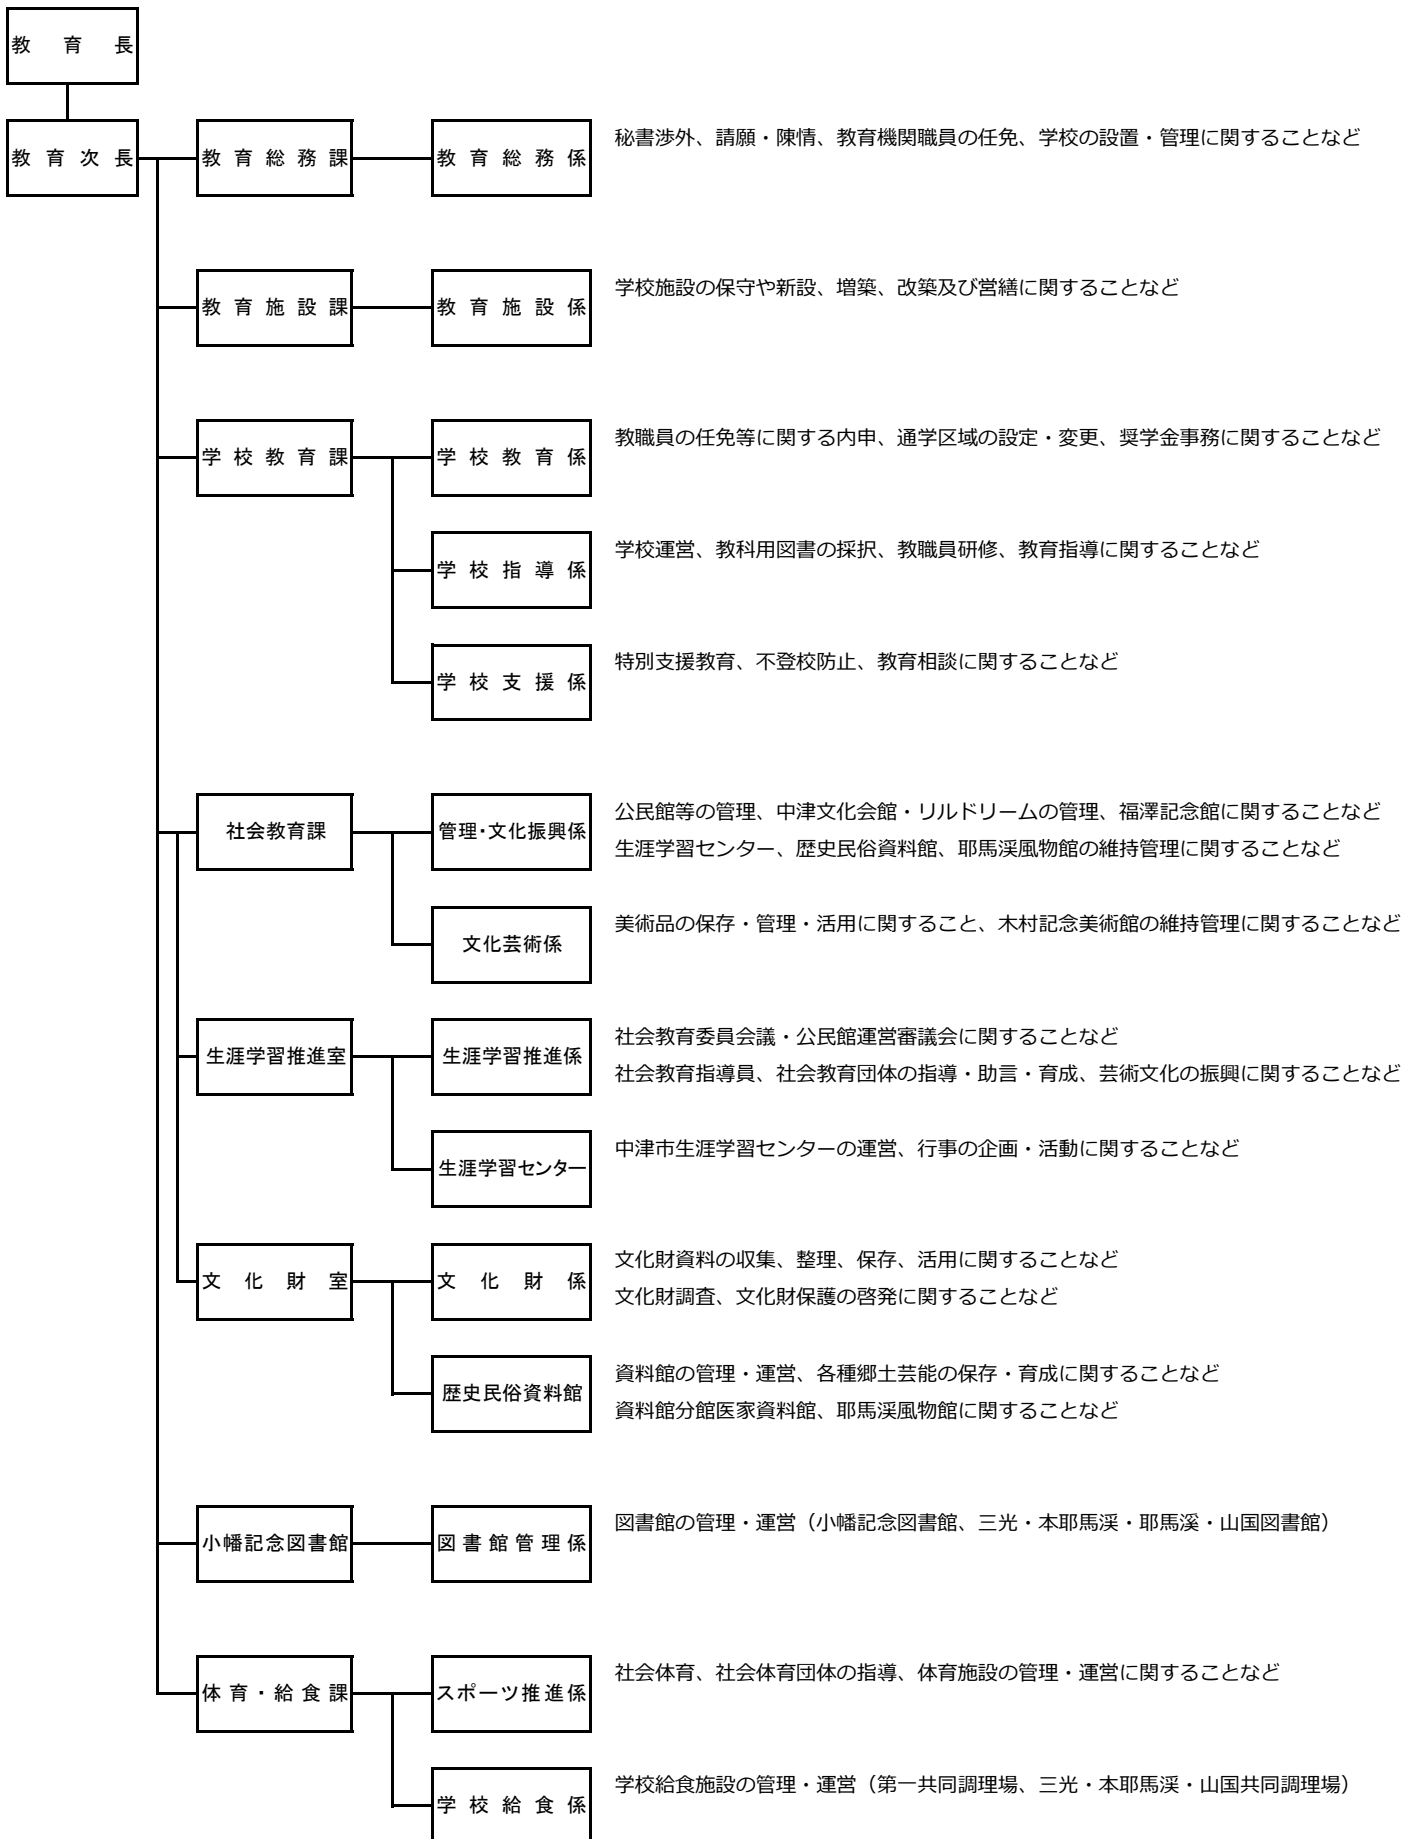 教育長
教育次長
教育総務課
教育総務係
秘書渉外、請願・陳情、教育機関職員の任免、学校の設置・管理に関することなど
教育施設課
教育施設係
学校施設の保守や新設、増築、改築及び営繕に関することなど
学校教育課
学校教育係
教職員の任免等に関する内申、通学区域の設定・変更、奨学金事務に関することなど
学校指導係
学校運営、教科用図書の採択、教職員研修、教育指導に関することなど
学校支援係
特別支援教育、不登校防止、教育相談に関することなど
社会教育課
管理・文化振興係
公民館等の管理、中津文化会館・リルドリームの管理、福澤記念館に関することなど
生涯学習センター、歴史民俗資料館、耶馬渓風物館の維持管理に関することなど
文化芸術係
美術品の保存・管理・活用に関すること、木村記念美術館の維持管理に関することなど
生涯学習推進室
生涯学習推進係
社会教育委員会議・公民館運営審議会に関することなど
社会教育指導員、社会教育団体の指導・助言・育成、芸術文化の振興に関することなど
生涯学習センター
中津市生涯学習センターの運営、行事の企画・活動に関することなど
文化財室
文化財係
文化財資料の収集、整理、保存、活用に関することなど
文化財調査、文化財保護の啓発に関することなど
歴史民俗資料館
資料館の管理・運営、各種郷土芸能の保存・育成に関することなど
資料館分館医家資料館、耶馬渓風物館に関することなど
小幡記念図書館
図書館管理係
図書館の管理・運営（小幡記念図書館、三光・本耶馬渓・耶馬溪・山国図書館）
体育・給食課
スポーツ推進係
社会体育、社会体育団体の指導、体育施設の管理・運営に関することなど
学校給食係
学校給食施設の管理・運営（第一共同調理場、三光・本耶馬渓・山国共同調理場）